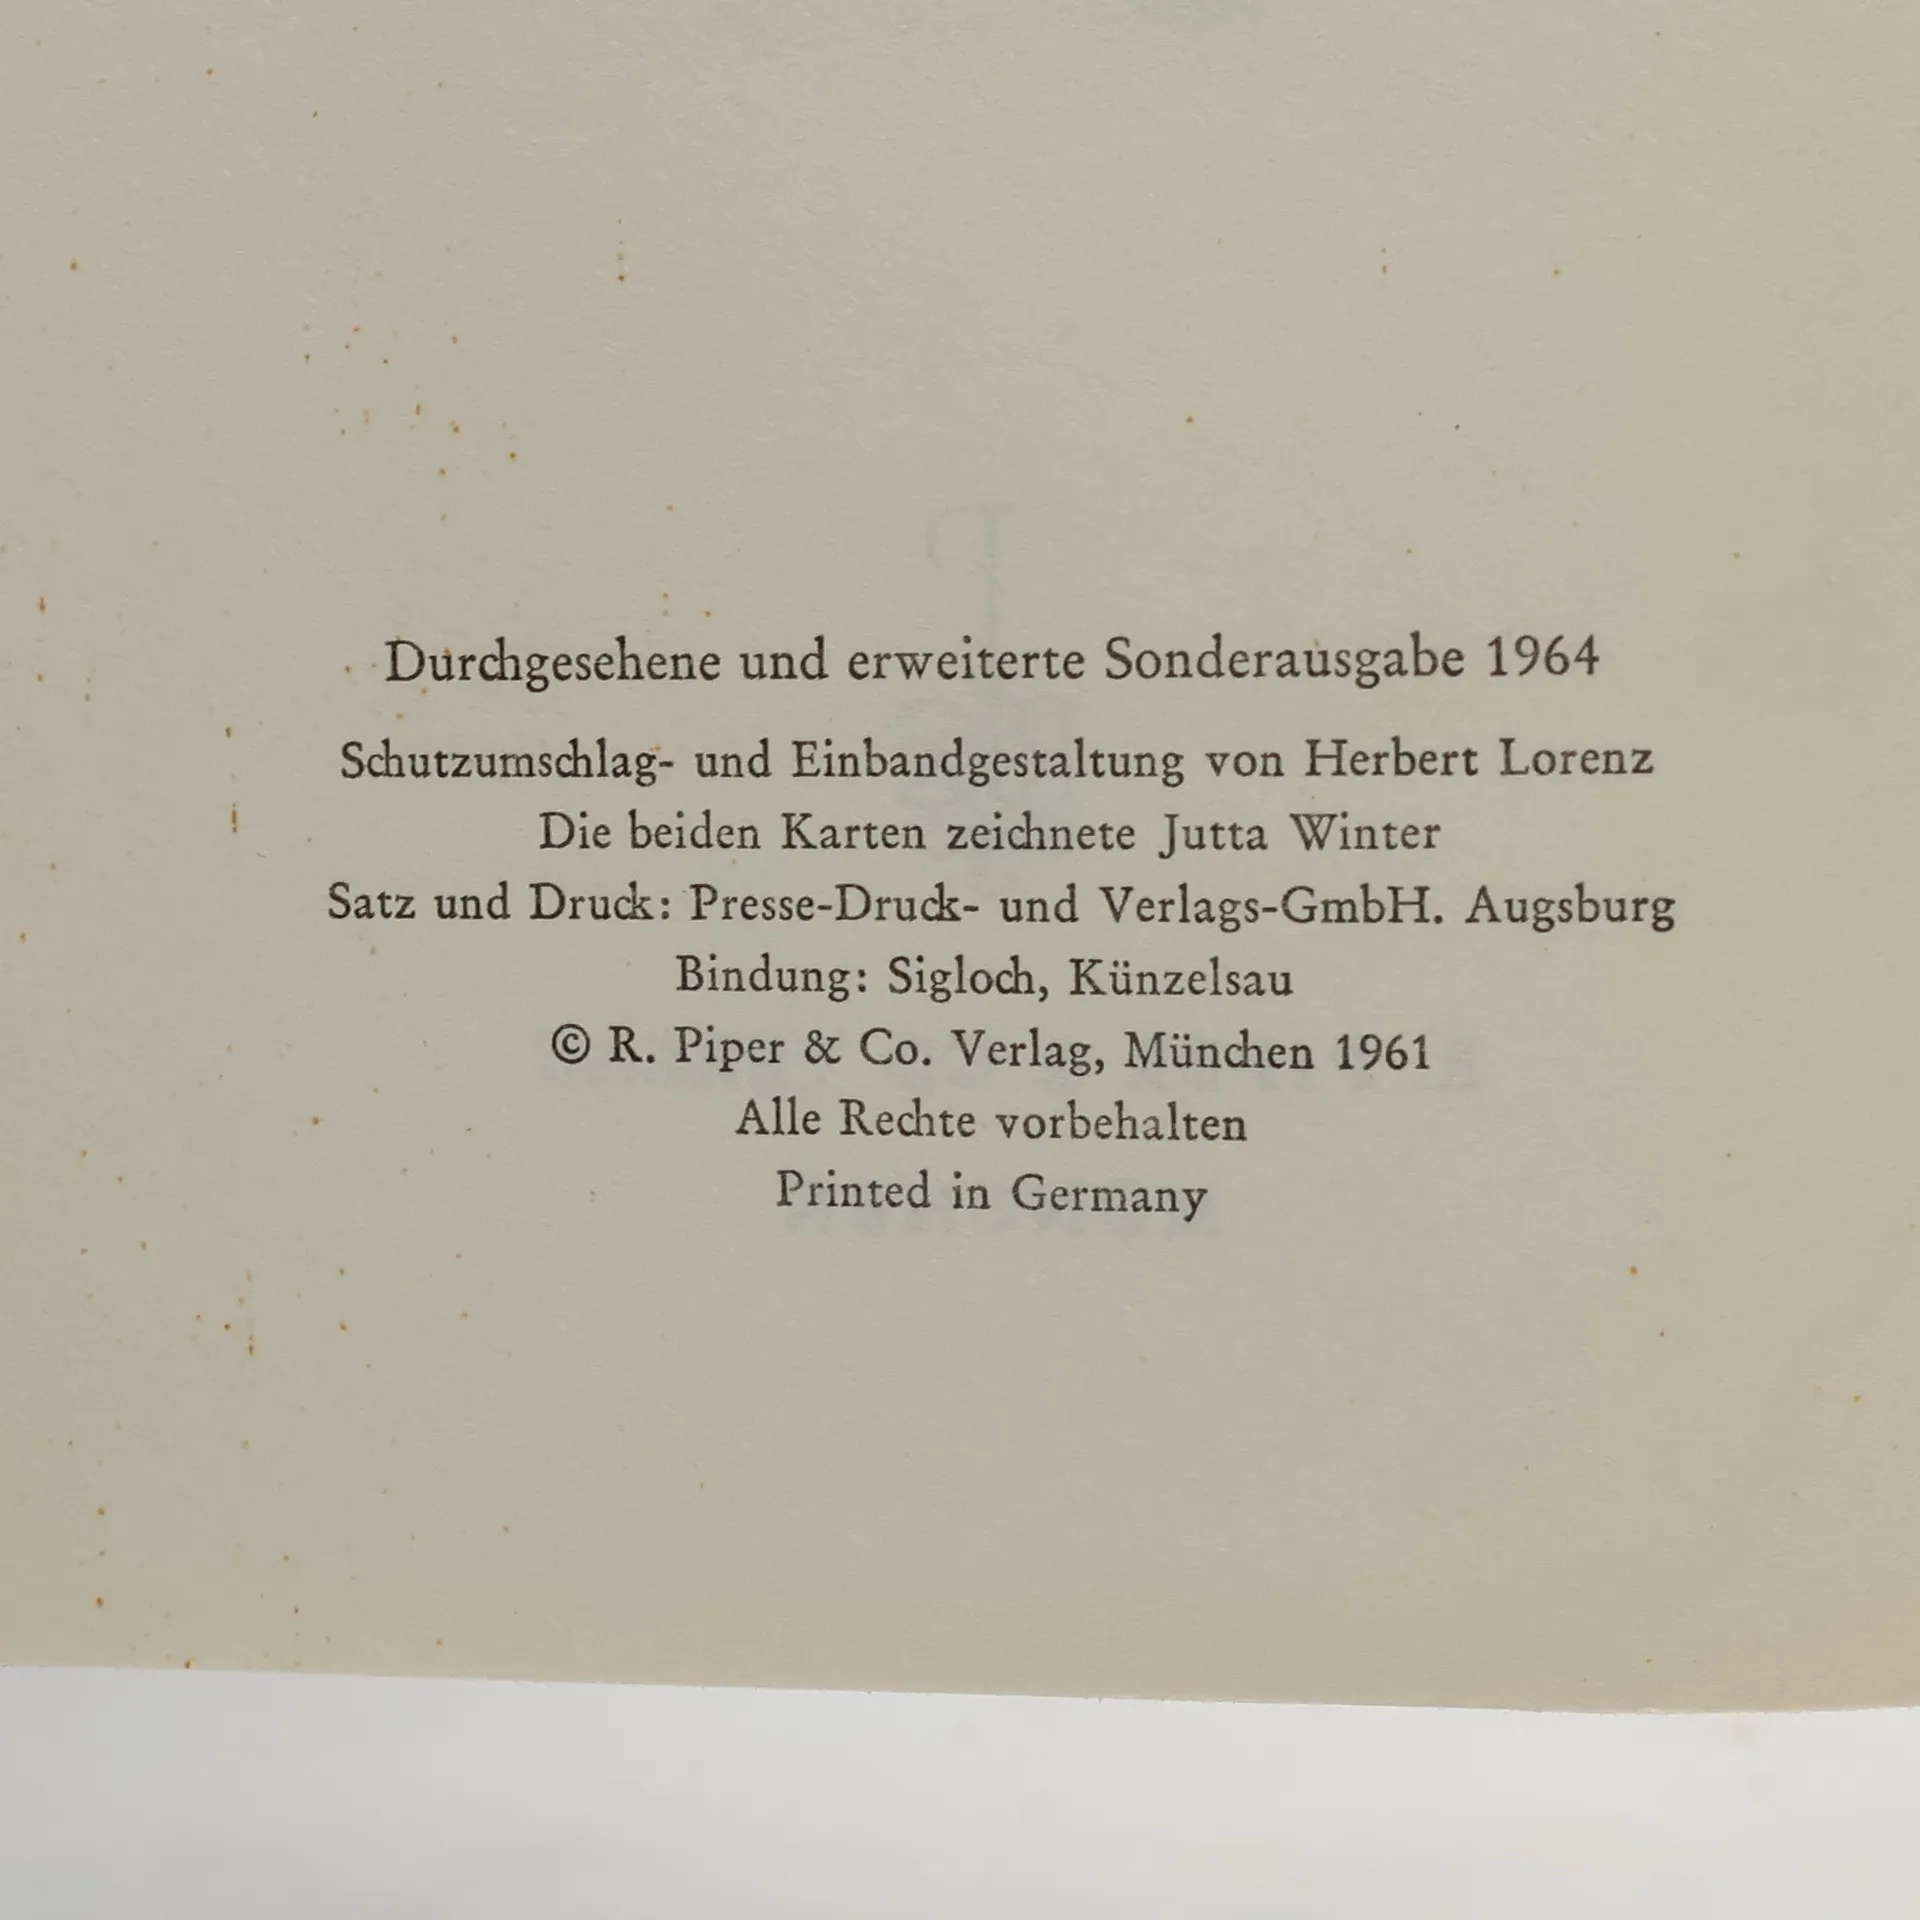 Durchgesehene und erweiterte Sonderausgabe 1964
Schutzumschlag- und Einbandgestaltung von Herbert Lorenz
Die beiden Karten zeichnete Jutta Winter
Satz und Druck: Presse-Druck- und Verlags-GmbH. Augsburg
Bindung: Sigloch, Künzelsau
© R. Piper & Co. Verlag, München 1961
Alle Rechte vorbehalten
Printed in Germany